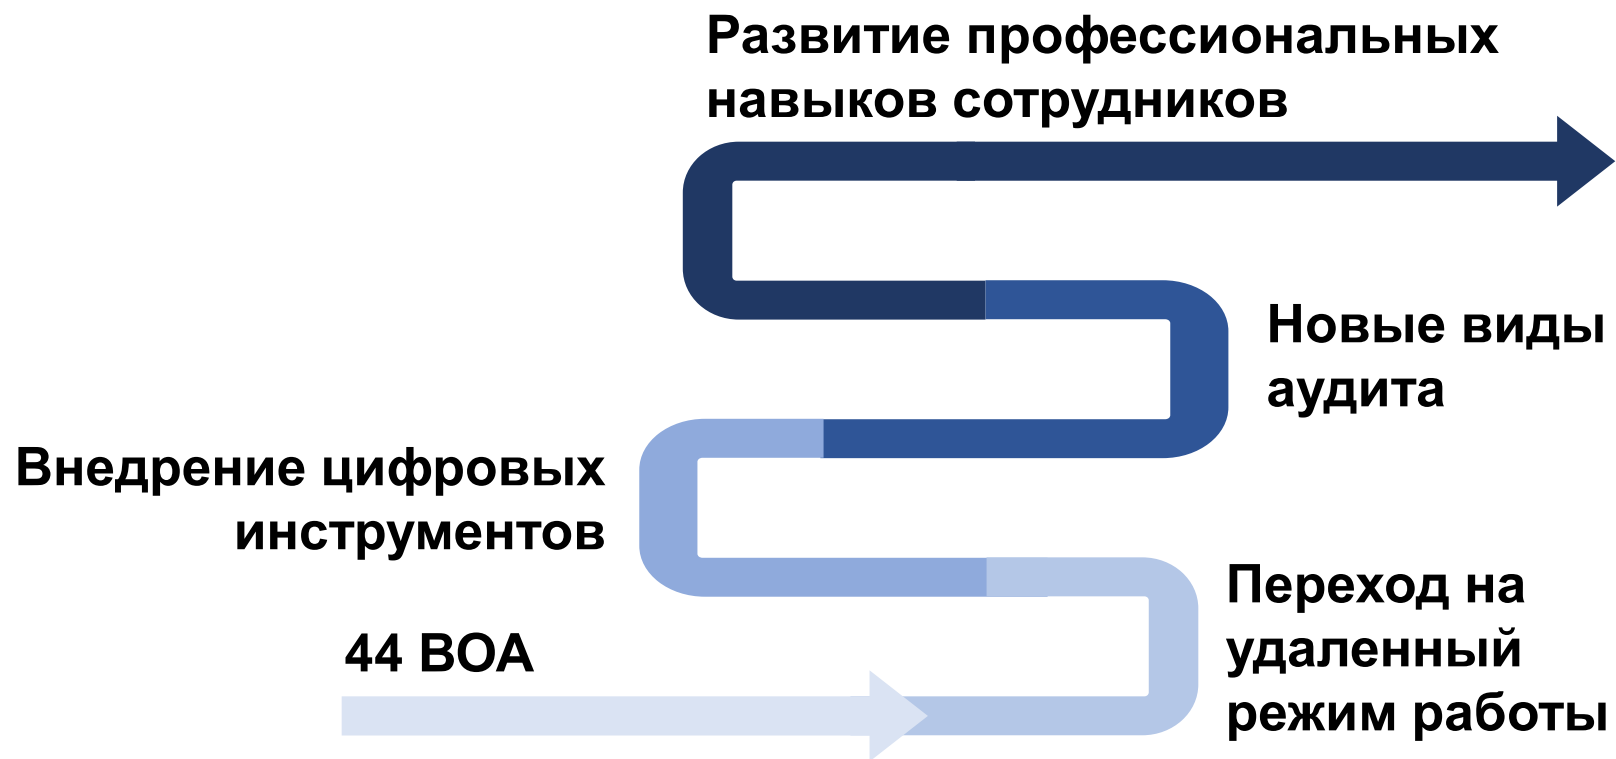 Развитие профессиональных
навыков сотрудников
Новые виды
аудита
Внедрение цифровых
инструментов
Переход на
удаленный
режим работы
44 ВОА